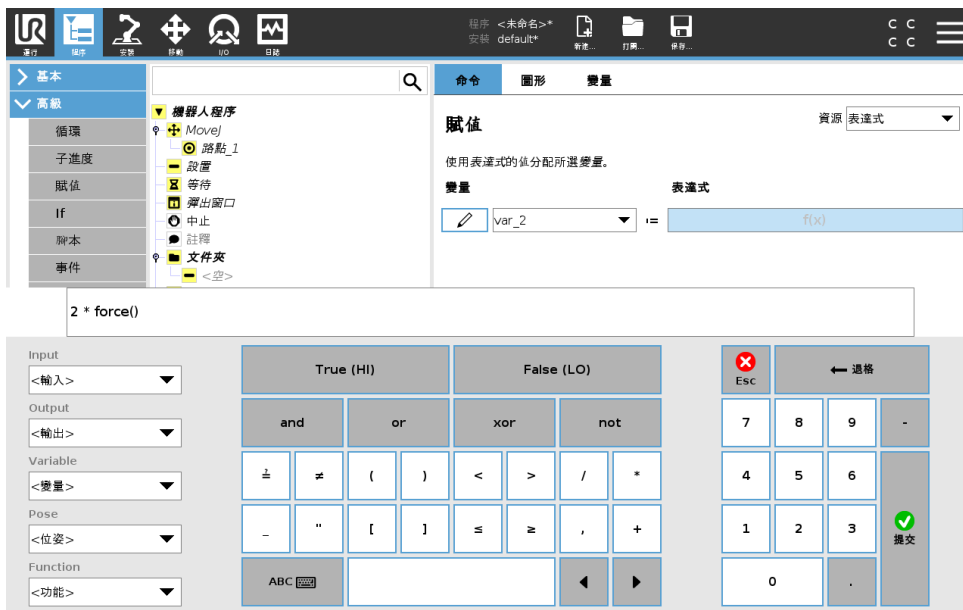 運行 程序 安裝 移動 I/O 日誌
程序 <未命名>*
安裝 default*
新建... 打開... 保存...
C C
C C
基本
高級
循環
子進度
賦值
If
腳本
事件
機器人程序
MoveJ
路點_1
設置
等待
彈出窗口
中止
註釋
文件夾
<空>
命令 圖形 變量
賦值
資源 表達式
使用表達式的值分配所選變量。
變量 表達式
var_2 := f(x)
2 * force()
Input
<輸入>
Output
<輸出>
Variable
<變量>
Pose
<位姿>
Function
<功能>
True (HI) False (LO)
and or xor not
≟ ≠ ( ) < > / *
_ " [ ] ≤ ≥ , +
ABC
Esc 退格
7 8 9 -
4 5 6
1 2 3 提交
0 .